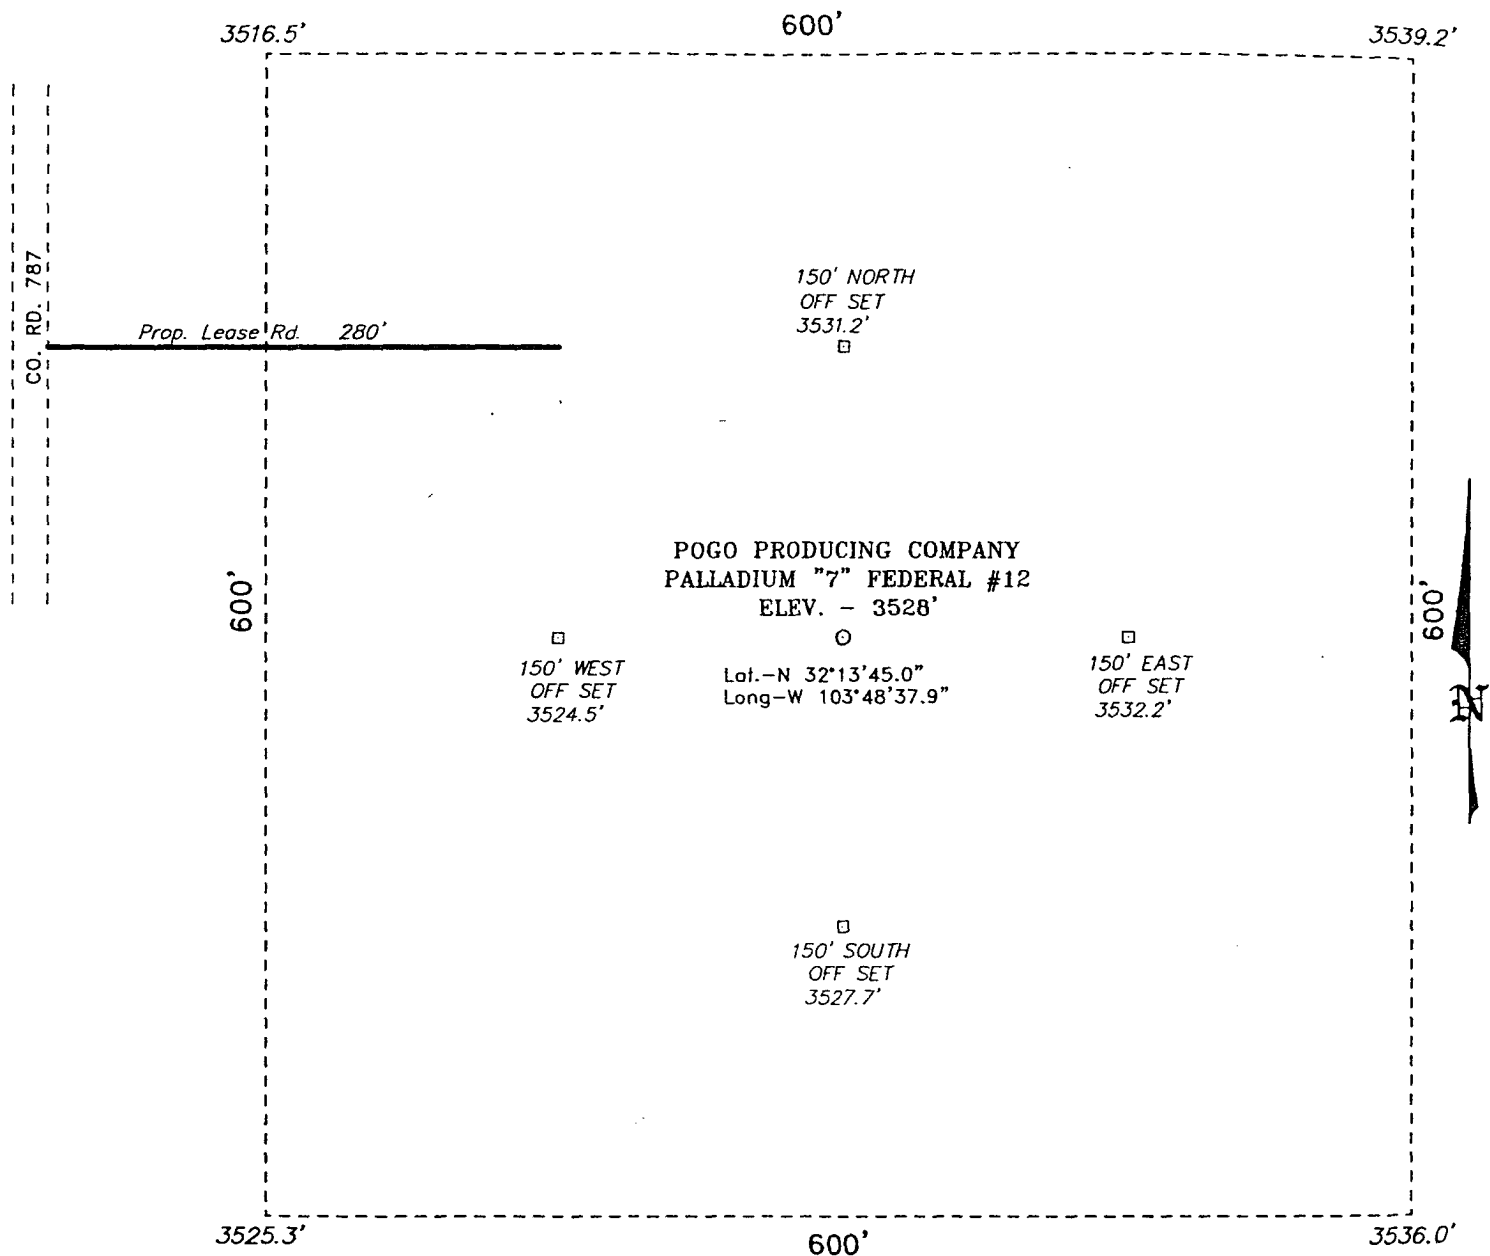 600'
3516.5'
3539.2'
CO. RD. 787
150' NORTH
OFF SET
3531.2'
Prop. Lease Rd. 280'
POGO PRODUCING COMPANY
PALLADIUM "7" FEDERAL #12
ELEV. - 3528'
600'
600'
150' WEST
OFF SET
3524.5'
Lat.-N 32°13'45.0"
Long-W 103°48'37.9"
150' EAST
OFF SET
3532.2'
N
150' SOUTH
OFF SET
3527.7'
3525.3'
600'
3536.0'